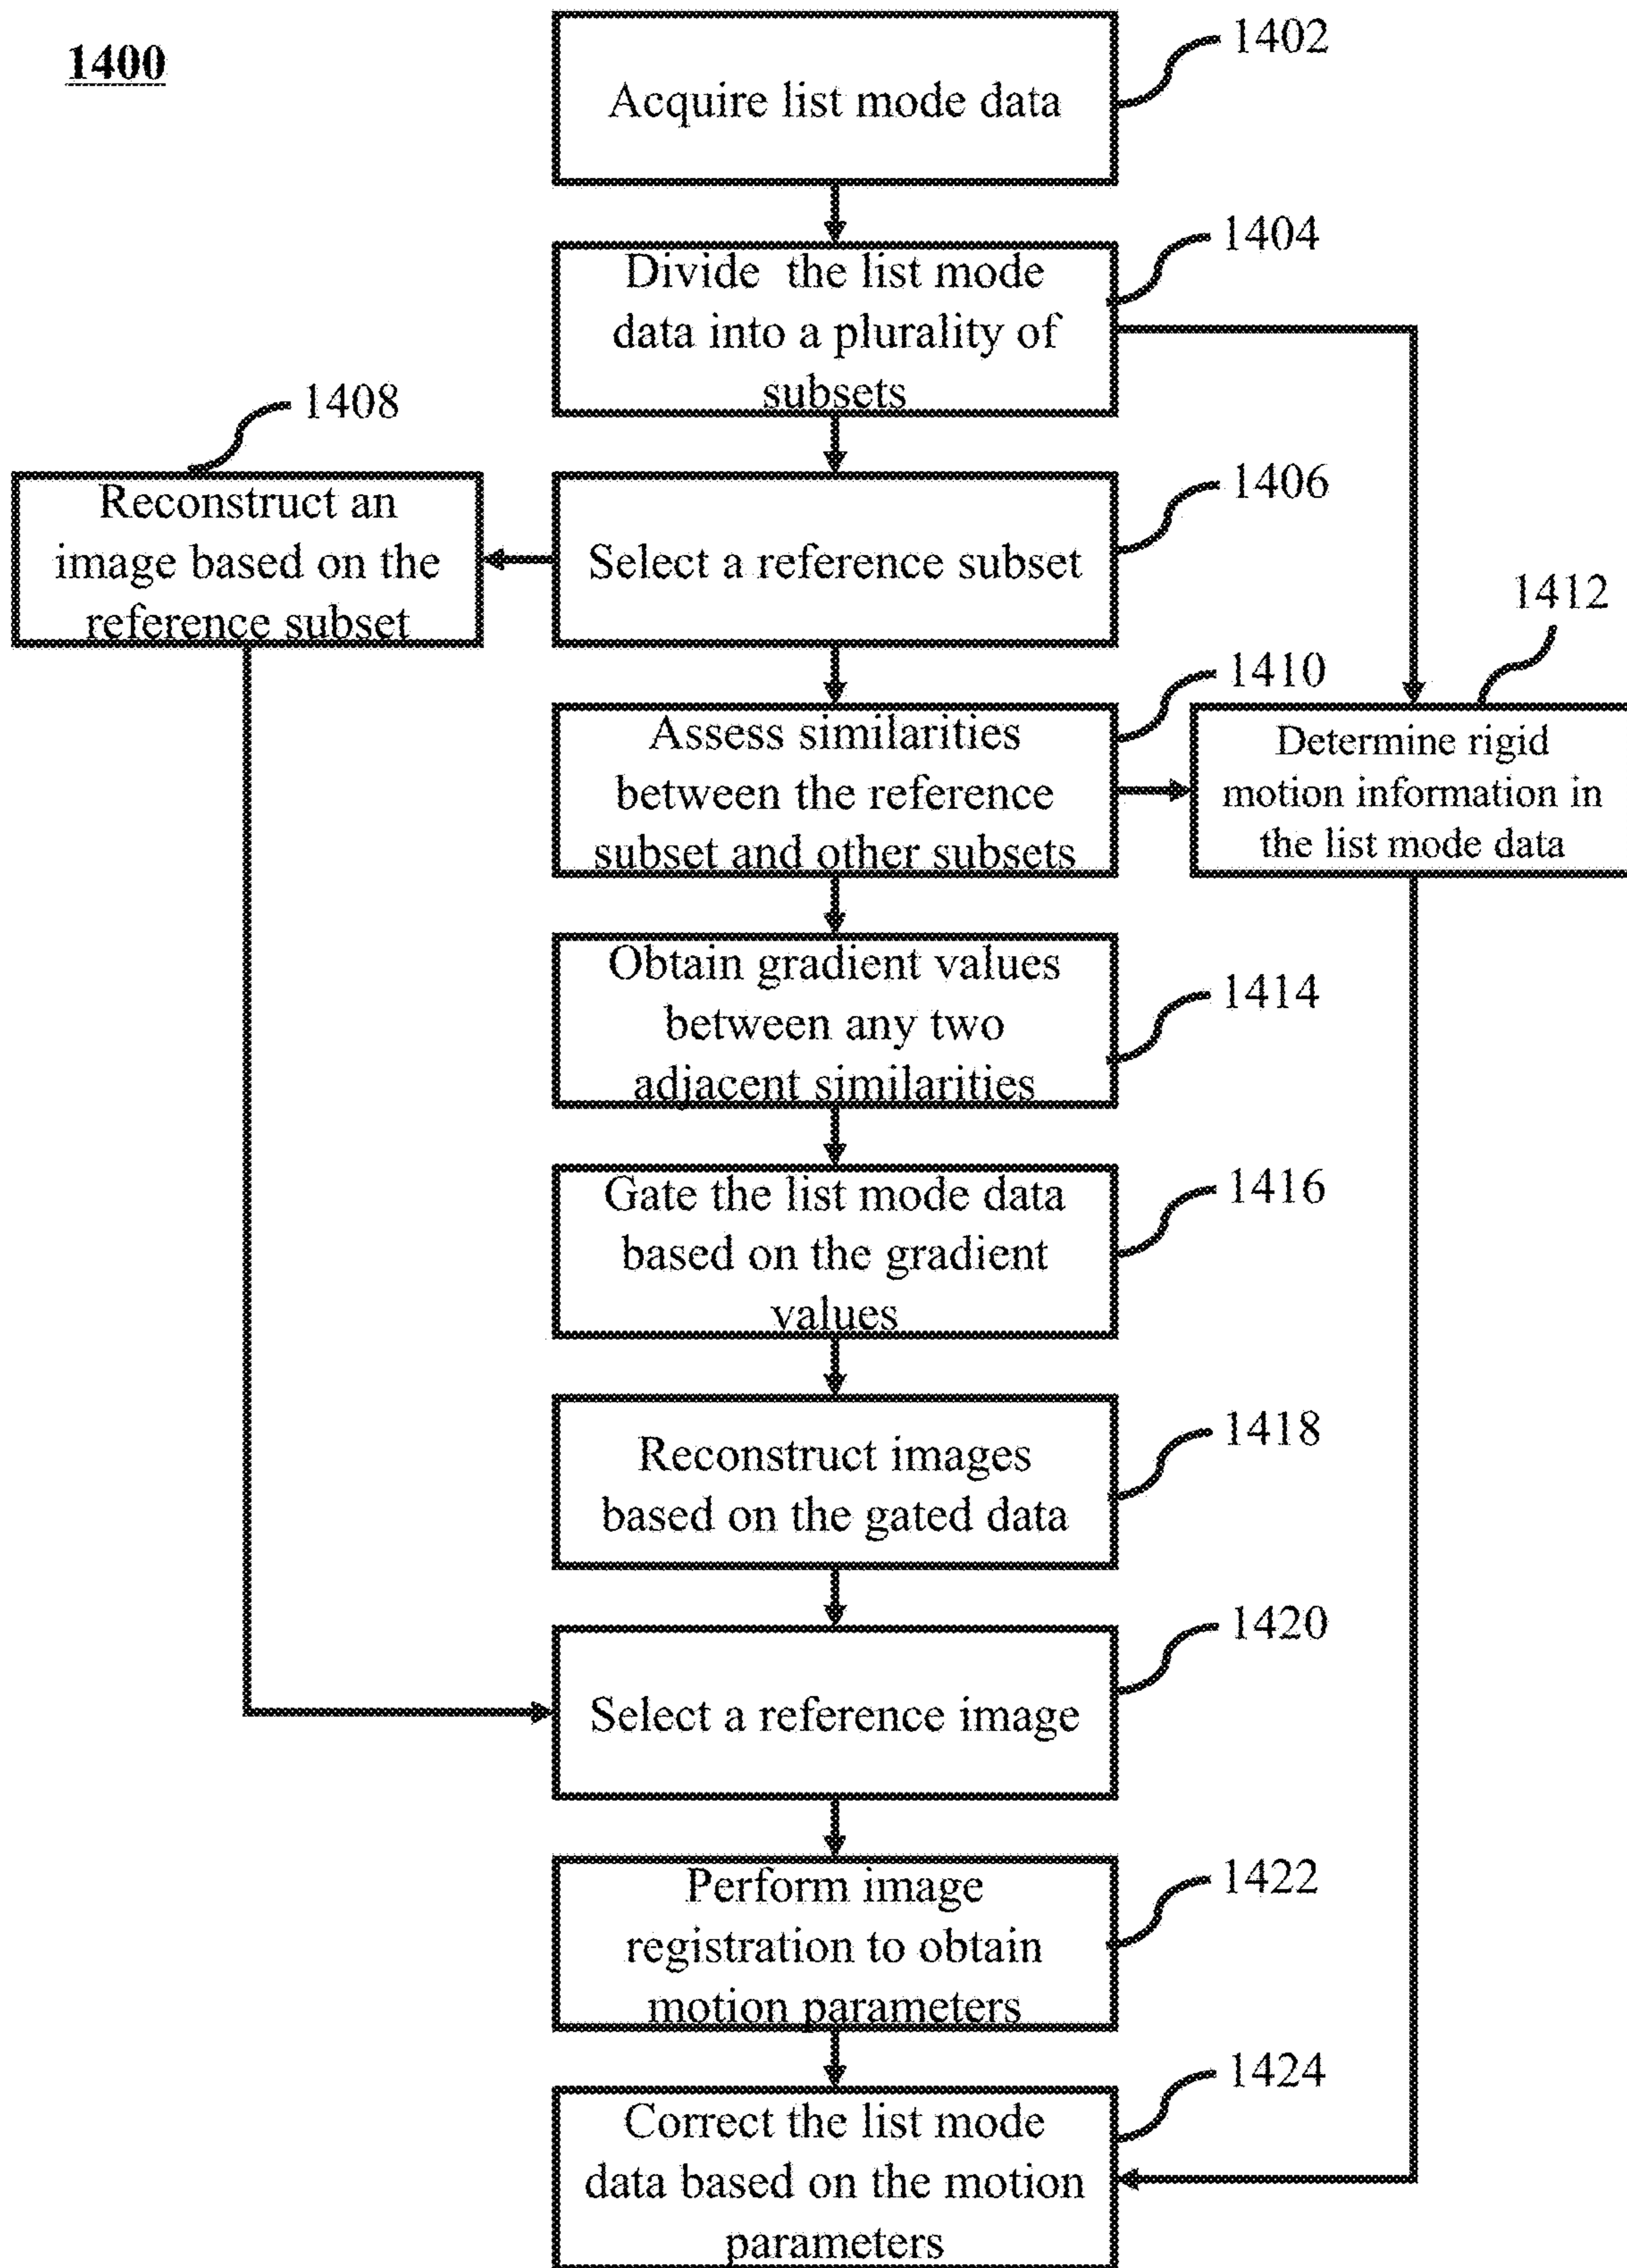 1400
1402
Acquire list mode data
1404
Divide the list mode
data into a plurality of
subsets
1408
Reconstruct an
image based on the
reference subset
1406
Select a reference subset
1412
1410
Assess similarities
between the reference
subset and other subsets
Determine rigid
motion information in
the list mode data
Obtain gradient values
between any two
adjacent similarities
1414
Gate the list mode data
based on the gradient
values
1416
Reconstruct images
based on the gated data
1418
1420
Select a reference image
Perform image
registration to obtain
motion parameters
1422
1424
Correct the list mode
data based on the motion
parameters